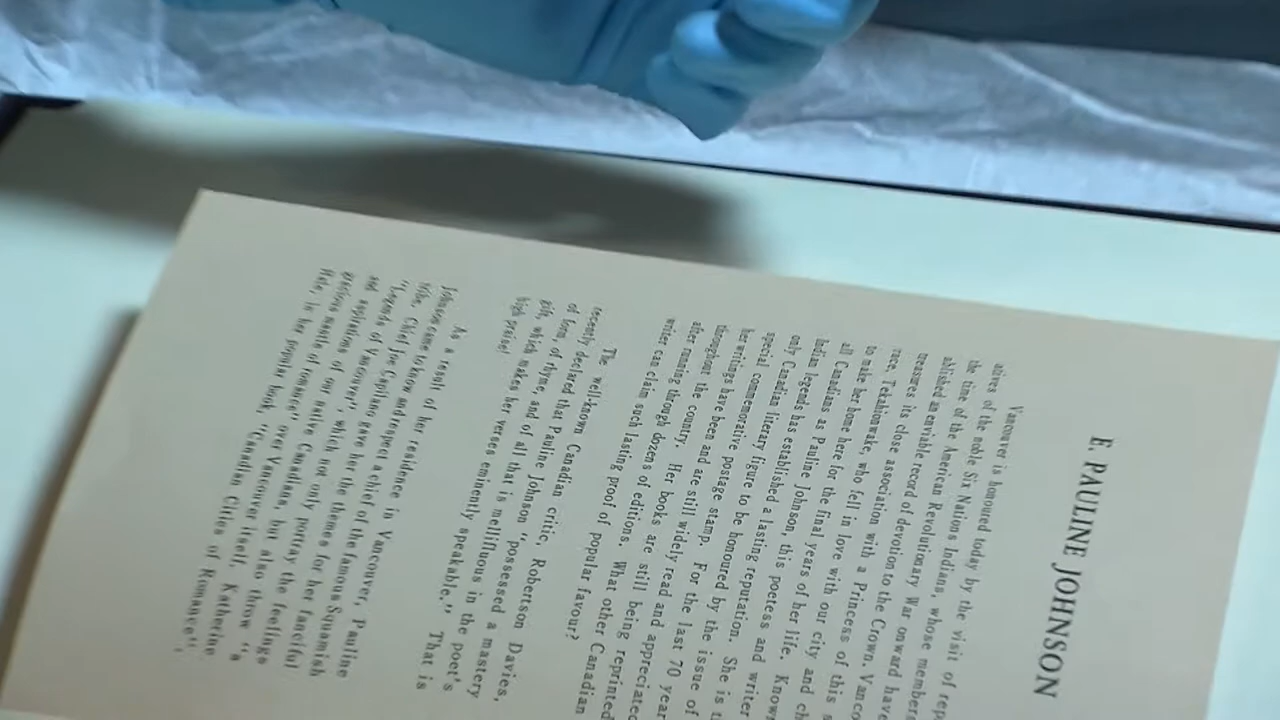 E. PAULINE JOHNSON
Vancouver is honoured today by the visit of rep
atives of the noble Six Nations Indians, whose members
the time of the American Revolutionary War onward have
ablished an enviable record of devotion to the Crown. Vanco
treasures its close association with a Princess of this
race, Tekahionwake, who fell in love with our city and ch
to make her home here for the final years of her life. Known
all Canadians as Pauline Johnson, this poetess and writer
Indian legends has established a lasting reputation. She is t
only Canadian literary figure to be honoured by the issue of
special commemorative postage stamp. For the last 70 year
her writings have been and are still widely read and appreciated
throughout the country. Her books are still being reprinted
after running through dozens of editions. What other Canadian
writer can claim such lasting proof of popular favour?
The well-known Canadian critic, Robertson Davies,
recently declared that Pauline Johnson "possessed a mastery
of form, of rhyme, and of all that is mellifluous in the poet's
gift, which makes her verses eminently speakable." That is
high praise!
As a result of her residence in Vancouver, Pauline
Johnson came to know and respect a chief of the famous Squamish
tribe. Chief Joe Capilano gave her the themes for her fanciful
"Legends of Vancouver", which not only portray the feelings
and aspirations of our native Canadians, but also throw "a
gracious mantle of romance" over Vancouver itself. Katherine
Hale, in her popular book, "Canadian Cities of Romance",